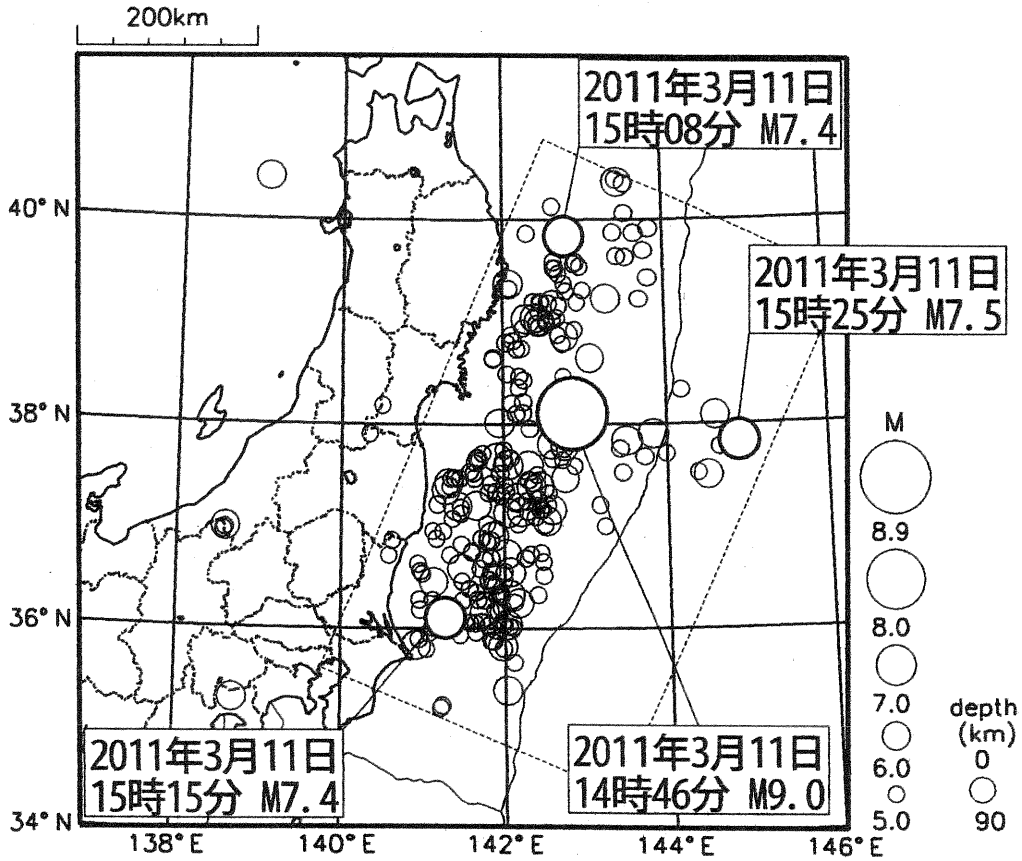 200km
2011年3月11日
15時08分 M7.4
40°N
2011年3月11日
15時25分 M7.5
38°N
M
8.9
8.0
36°N
7.0
depth
(km)
2011年3月11日
15時15分 M7.4
2011年3月11日
14時46分 M9.0
6.0
0
5.0
90
34°N
138°E
140°E
142°E
144°E
146°E